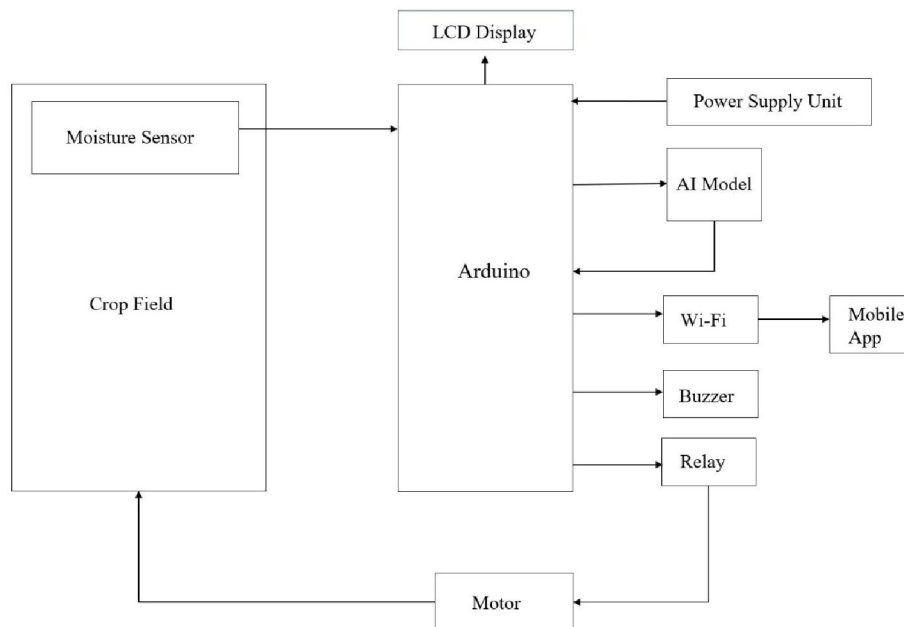 LCD Display
Power Supply Unit
Moisture Sensor
AI Model
Arduino
Crop Field
Wi-Fi
Mobile
App
Buzzer
Relay
Motor